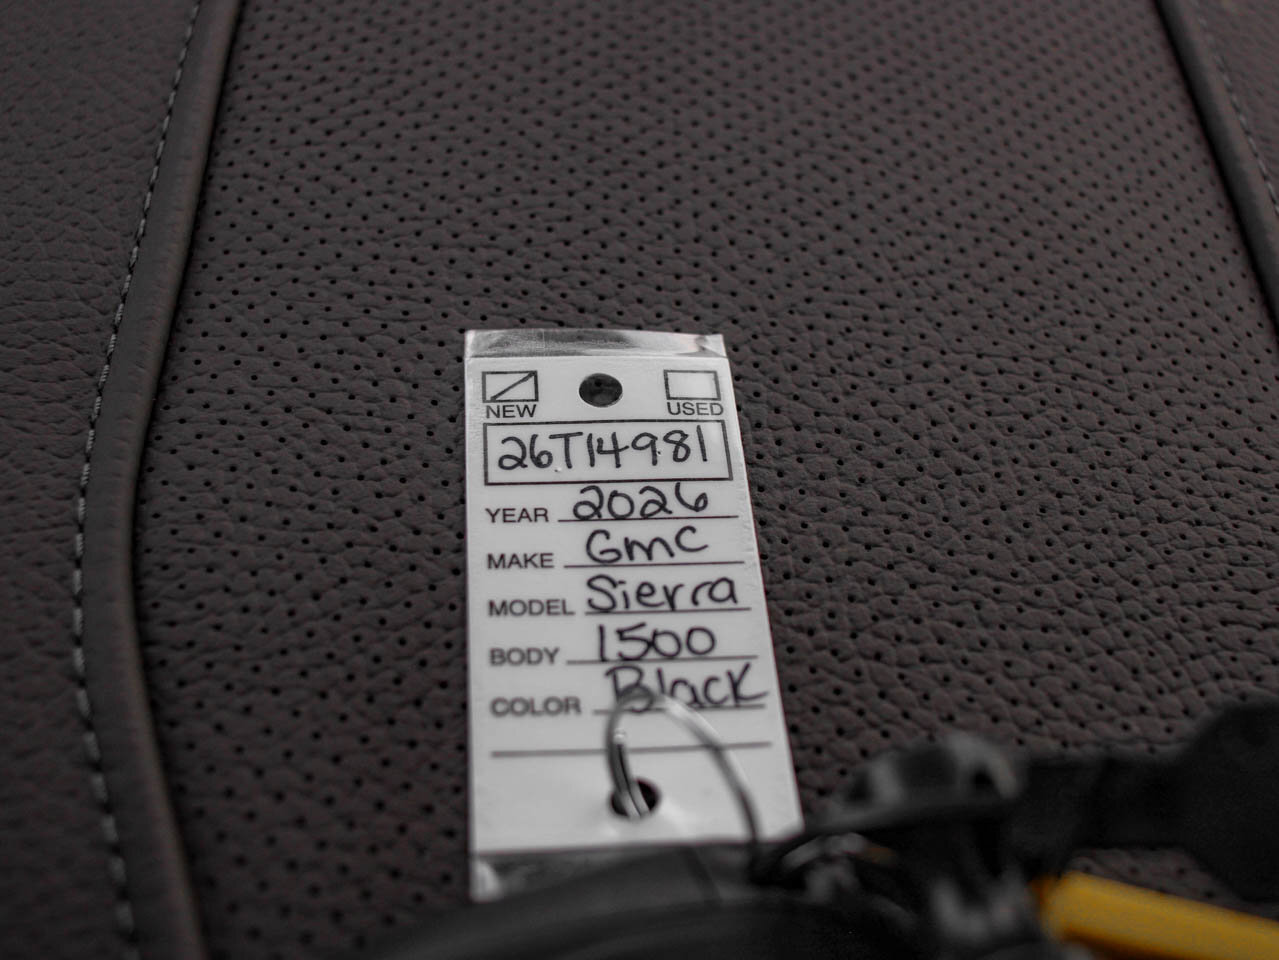 NEW USED
26T14981
YEAR 2026
MAKE GMC
MODEL Sierra
BODY 1500
COLOR Black